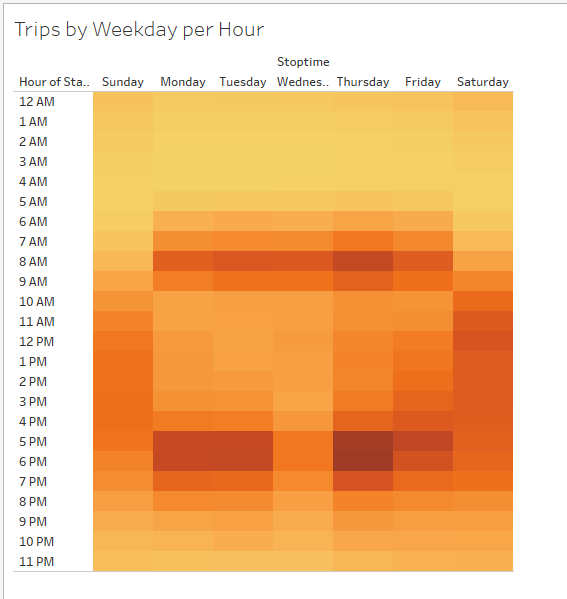 Trips by Weekday per Hour
Stoptime
Hour of Sta.. Sunday Monday Tuesday Wednes.. Thursday Friday Saturday
12 AM
1 AM
2 AM
3 AM
4 AM
5 AM
6 AM
7 AM
8 AM
9 AM
10 AM
11 AM
12 PM
1 PM
2 PM
3 PM
4 PM
5 PM
6 PM
7 PM
8 PM
9 PM
10 PM
11 PM